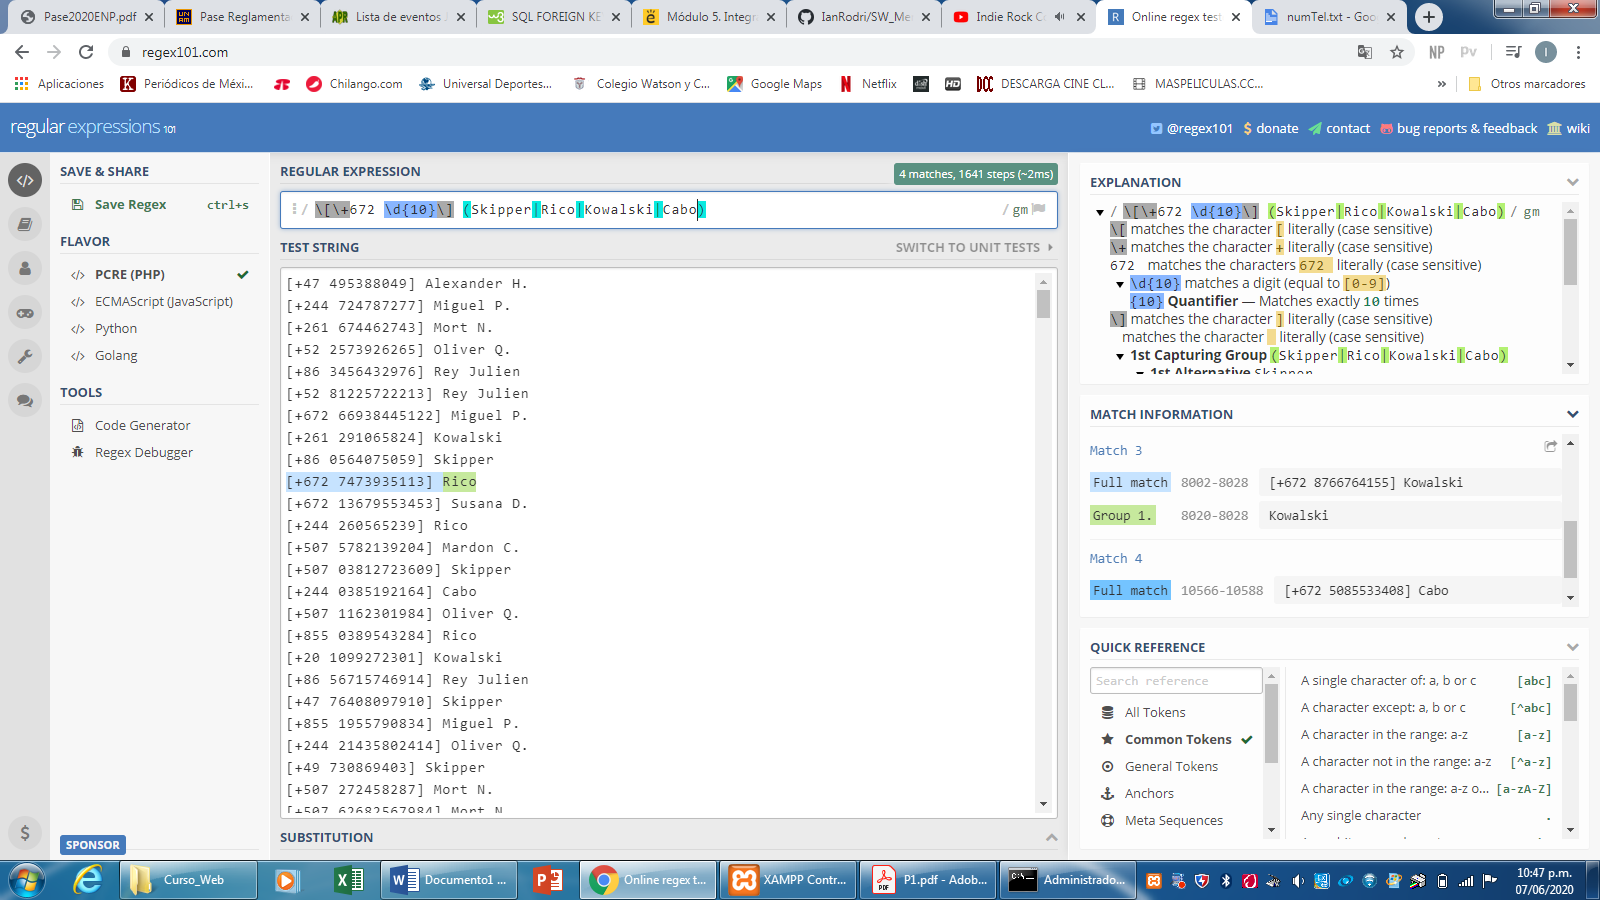 Pase2020ENP.pdf
Pase Reglamenta
Lista de eventos
SQL FOREIGN KE
Módulo 5. Integr
IanRodri/SW_Me
Indie Rock C
Online regex test
numTel.txt - Goo
regex101.com
Aplicaciones
Periódicos de Méxi...
Chilango.com
Universal Deportes...
Colegio Watson y C...
Google Maps
Netflix
HD
DESCARGA CINE CL...
MASPELICULAS.CC...
»
Otros marcadores
regular expressions 101
@regex101
$ donate
contact
bug reports & feedback
wiki
SAVE & SHARE
Save Regex ctrl+s
FLAVOR
</> PCRE (PHP)
</> ECMAScript (JavaScript)
</> Python
</> Golang
TOOLS
Code Generator
Regex Debugger
SPONSOR
REGULAR EXPRESSION
4 matches, 1641 steps (~2ms)
/ \[\+672 \d{10}\] (Skipper|Rico|Kowalski|Cabo) / gm
TEST STRING
SWITCH TO UNIT TESTS
[+47 495388049] Alexander H.
[+244 724787277] Miguel P.
[+261 674462743] Mort N.
[+52 2573926265] Oliver Q.
[+86 3456432976] Rey Julien
[+52 81225722213] Rey Julien
[+672 66938445122] Miguel P.
[+261 291065824] Kowalski
[+86 0564075059] Skipper
[+672 7473935113] Rico
[+672 13679553453] Susana D.
[+244 260565239] Rico
[+507 5782139204] Mardon C.
[+507 03812723609] Skipper
[+244 0385192164] Cabo
[+507 1162301984] Oliver Q.
[+855 0389543284] Rico
[+20 1099272301] Kowalski
[+86 56715746914] Rey Julien
[+47 76408097910] Skipper
[+855 1955790834] Miguel P.
[+244 21435802414] Oliver Q.
[+49 730869403] Skipper
[+507 272458287] Mort N.
[+507 62682567984] Mort N
SUBSTITUTION
EXPLANATION
/ \[\+672 \d{10}\] (Skipper|Rico|Kowalski|Cabo) / gm
\[ matches the character [ literally (case sensitive)
\+ matches the character + literally (case sensitive)
672 matches the characters 672 literally (case sensitive)
\d{10} matches a digit (equal to [0-9])
{10} Quantifier — Matches exactly 10 times
\] matches the character ] literally (case sensitive)
matches the character literally (case sensitive)
1st Capturing Group (Skipper|Rico|Kowalski|Cabo)
1st Alternative Skipper
MATCH INFORMATION
Match 3
Full match 8002-8028 [+672 8766764155] Kowalski
Group 1. 8020-8028 Kowalski
Match 4
Full match 10566-10588 [+672 5085533408] Cabo
QUICK REFERENCE
Search reference
All Tokens
Common Tokens
General Tokens
Anchors
Meta Sequences
A single character of: a, b or c [abc]
A character except: a, b or c [^abc]
A character in the range: a-z [a-z]
A character not in the range: a-z [^a-z]
A character in the range: a-z o... [a-zA-Z]
Any single character .
Curso_Web
Documento1 ...
Online regex t...
XAMPP Contr...
P1.pdf - Adob...
Administrado...
10:47 p.m.
07/06/2020